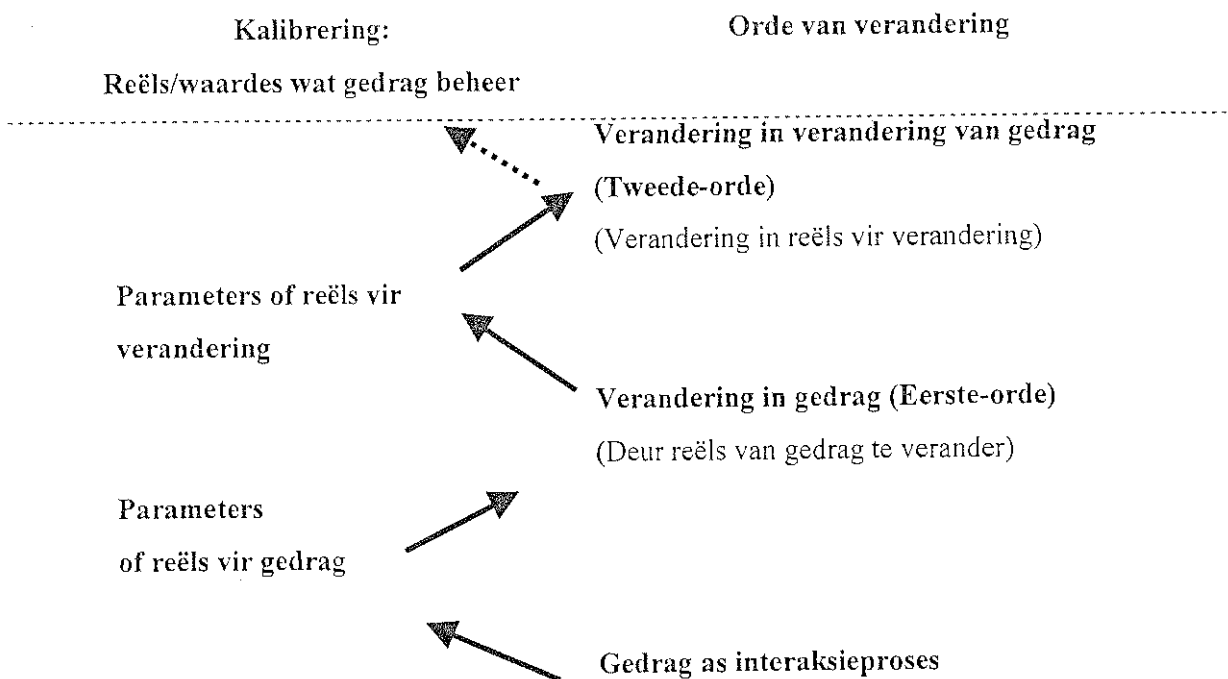 Kalibrering:
Reëls/waardes wat gedrag beheer
Orde van verandering
Verandering in verandering van gedrag
(Tweede-orde)
(Verandering in reëls vir verandering)
Parameters of reëls vir
verandering
Verandering in gedrag (Eerste-orde)
(Deur reëls van gedrag te verander)
Parameters
of reëls vir gedrag
Gedrag as interaksieproses